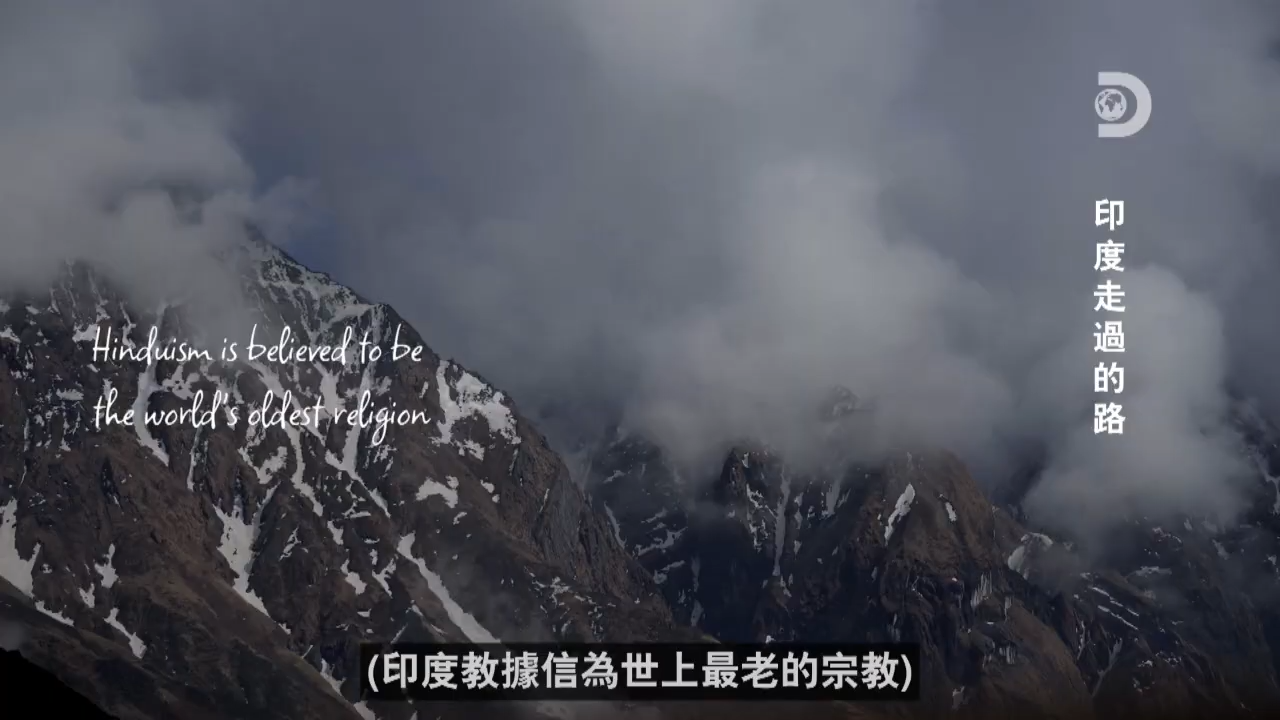 印度走過的路
Hinduism is believed to be
the world's oldest religion
(印度教據信為世上最老的宗教)